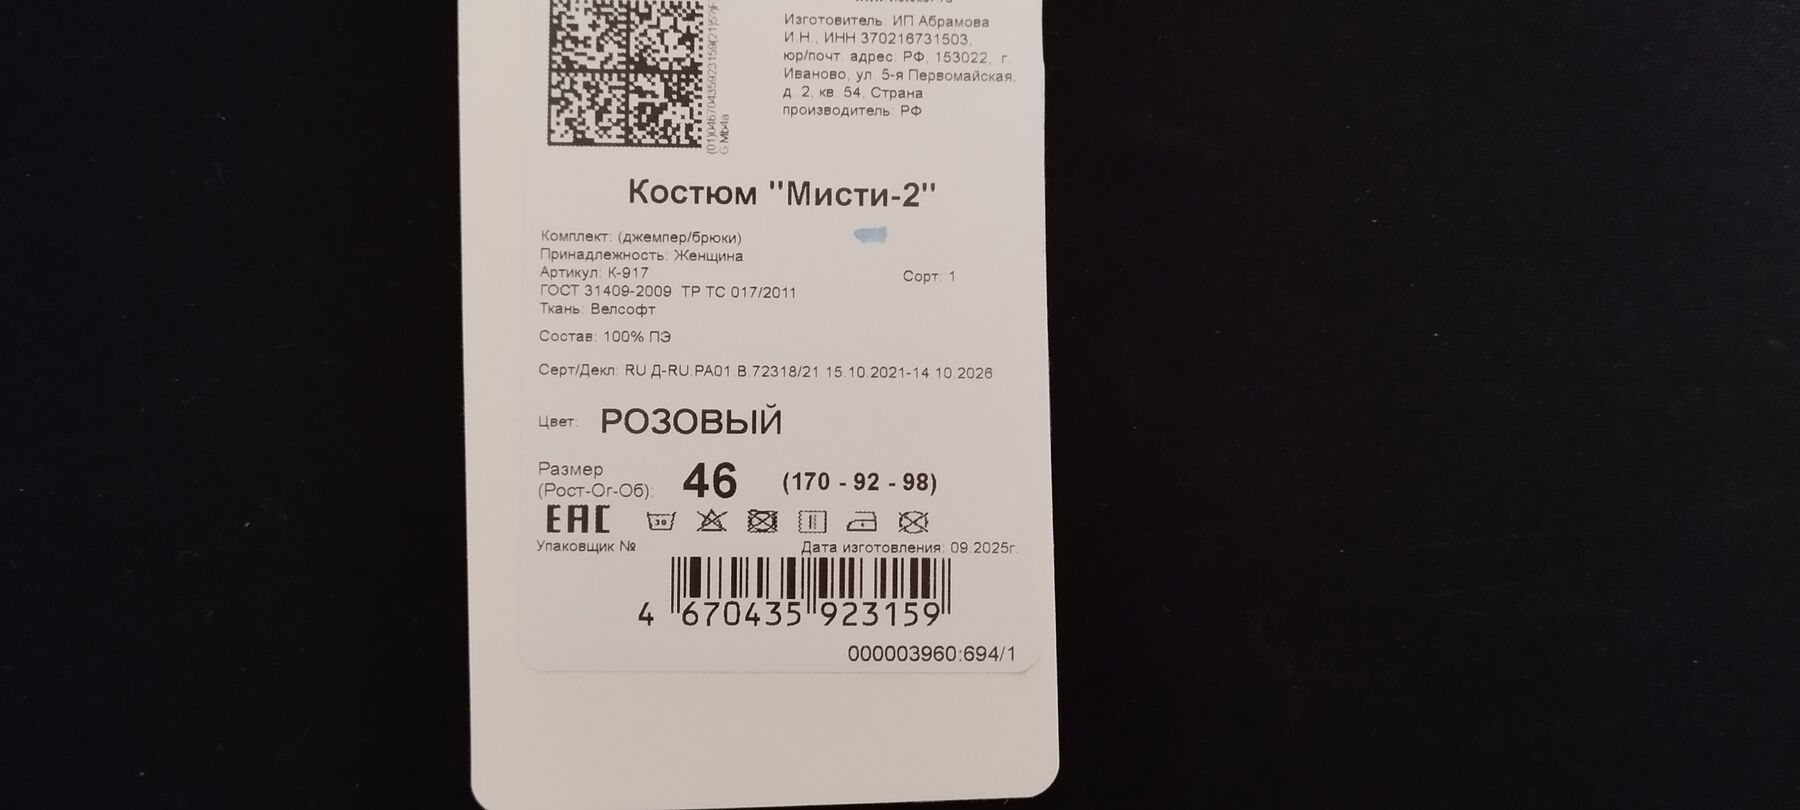 Изготовитель: ИП Абрамова
И.Н., ИНН 370216731503,
юр/почт. адрес: РФ, 153022, г.
Иваново, ул. 5-я Первомайская,
д. 2, кв. 54, Страна
производитель: РФ
G Mb4a
Костюм "Мисти-2"
Комплект: (джемпер/брюки)
Принадлежность: Женщина
Артикул: К-917
Сорт: 1
ГОСТ 31409-2009 ТР ТС 017/2011
Ткань: Велсофт
Состав: 100% ПЭ
Серт/Декл: RU Д-RU.РА01.В.72318/21 15.10.2021-14.10.2026
Цвет: РОЗОВЫЙ
Размер 46 (170 - 92 - 98)
(Рост-Ог-Об):
EAC 30
Упаковщик № Дата изготовления: 09.2025г.
4 670435 923159
000003960:694/1